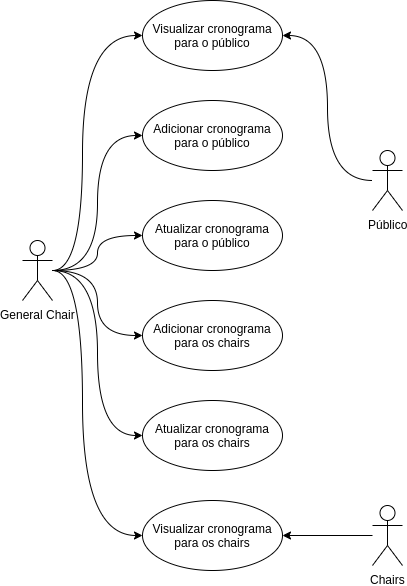 Visualizar cronograma
para o público
Adicionar cronograma
para o público
Público
Atualizar cronograma
para o público
General Chair
Adicionar cronograma
para os chairs
Atualizar cronograma
para os chairs
Visualizar cronograma
para os chairs
Chairs